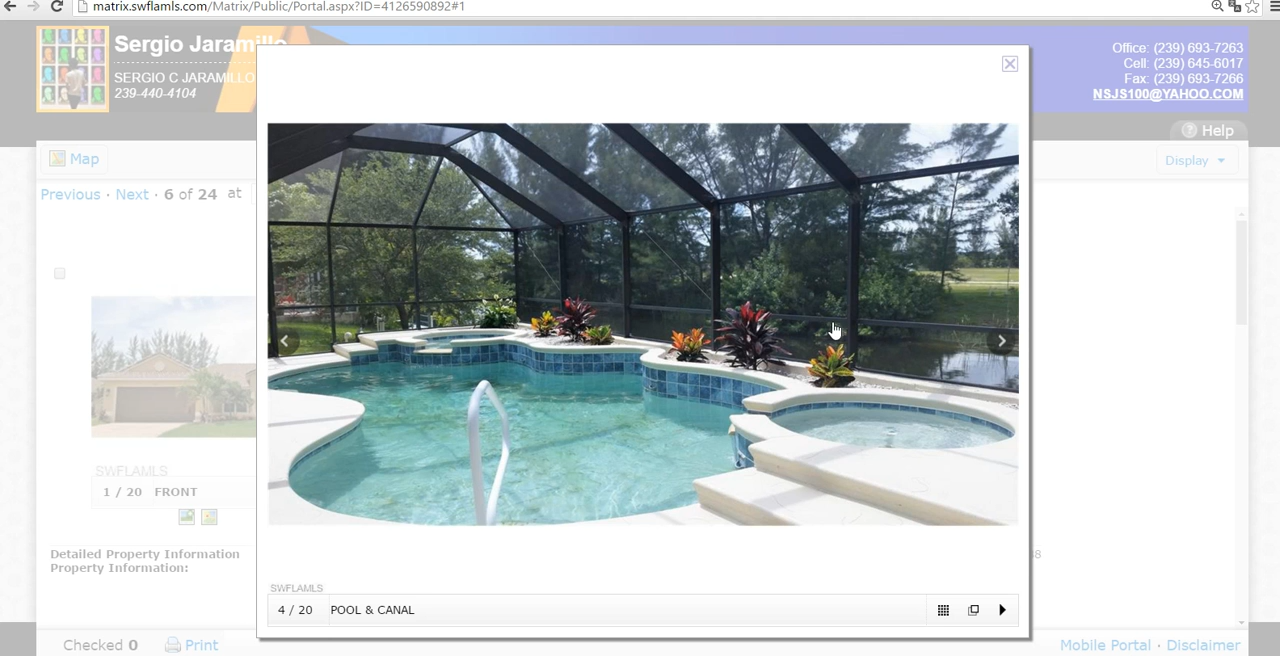 matrix.swflamls.com/Matrix/Public/Portal.aspx?ID=4126590892#1
Sergio Jaramillo
SERGIO C JARAMILLO
239-440-4104
Office: (239) 693-7263
Cell: (239) 645-6017
Fax: (239) 693-7266
NSJS100@YAHOO.COM
? Help
Map
Display
Previous · Next · 6 of 24 at
SWFLAMLS
1 / 20 FRONT
Detailed Property Information
Property Information:
SWFLAMLS
4 / 20 POOL & CANAL
Checked 0 Print
Mobile Portal · Disclaimer